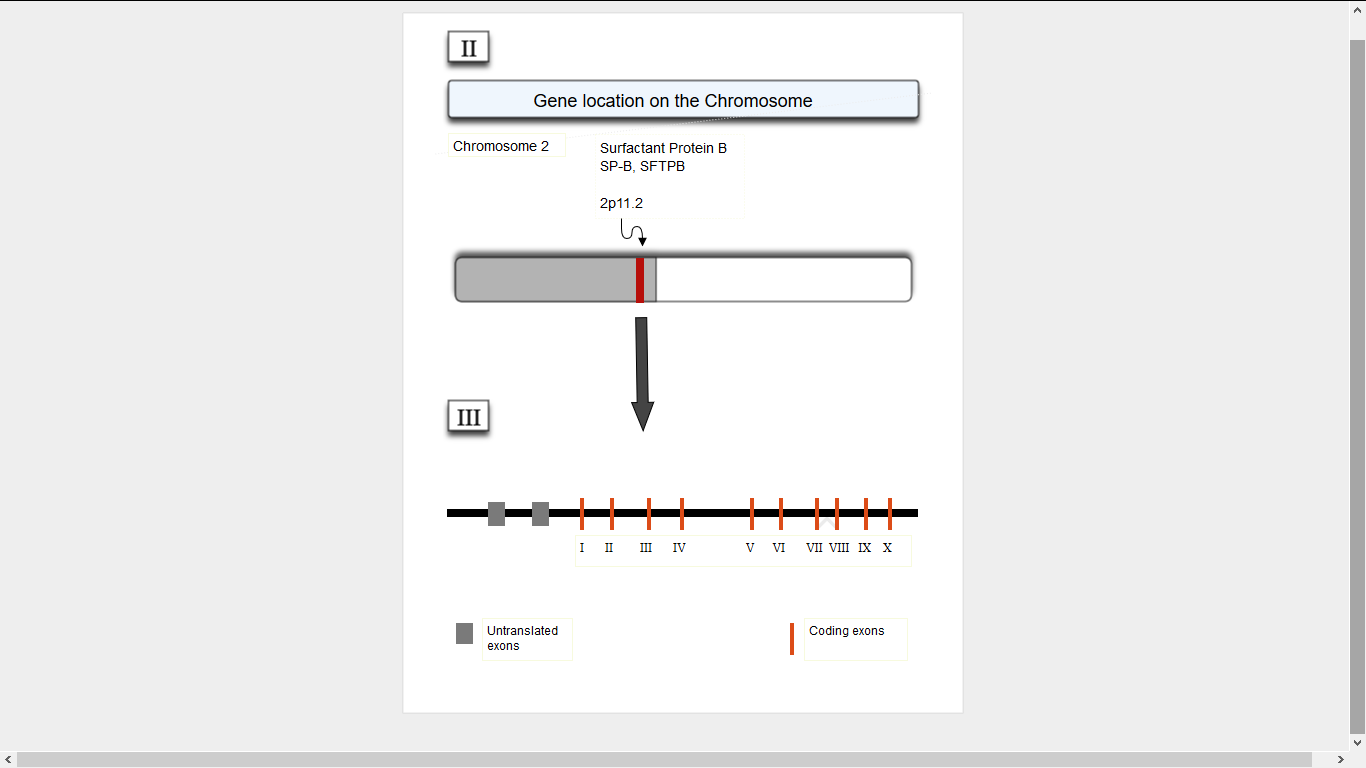 II
Gene location on the Chromosome
Chromosome 2
Surfactant Protein B
SP-B, SFTPB
2p11.2
III
I II III IV V VI VII VIII IX X
Untranslated
exons
Coding exons